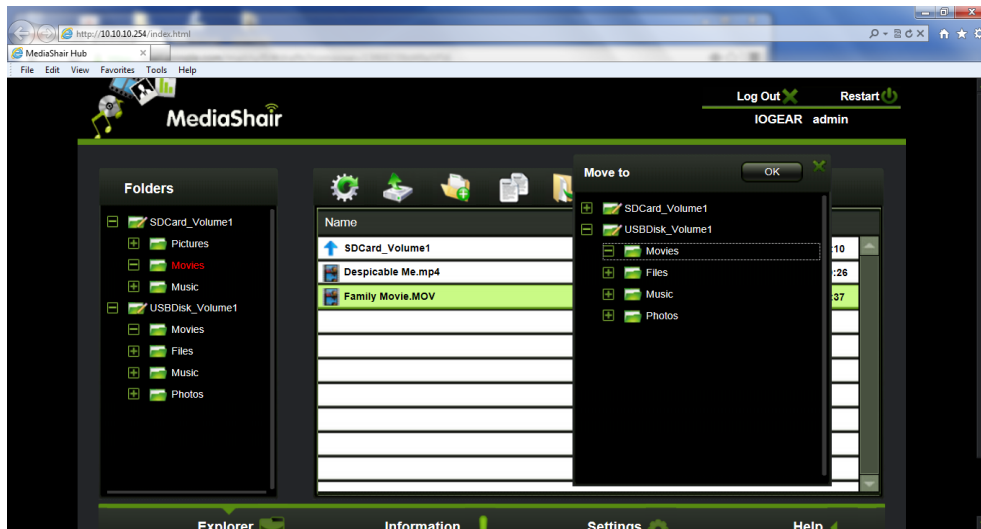 http://10.10.10.254/index.html
MediaShair Hub
File Edit View Favorites Tools Help
MediaShair
Log Out Restart
IOGEAR admin
Folders
SDCard_Volume1
Pictures
Movies
Music
USBDisk_Volume1
Movies
Files
Music
Photos
Name
SDCard_Volume1 :10
Despicable Me.mp4 :26
Family Movie.MOV :37
Move to OK
SDCard_Volume1
USBDisk_Volume1
Movies
Files
Music
Photos
Explorer Information Settings Help